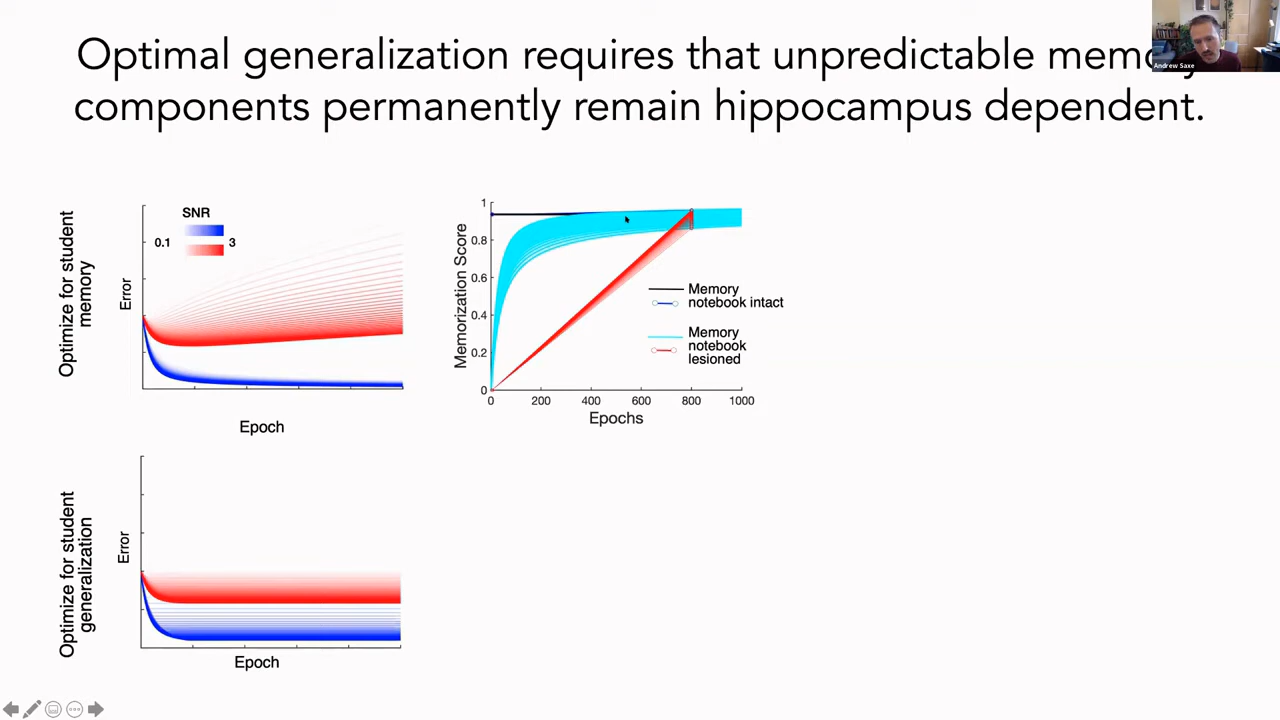 Optimal generalization requires that unpredictable memory
components permanently remain hippocampus dependent.
Andrew Saxe
Optimize for student
memory
Error
SNR
0.1
3
Epoch
Memorization Score
1
0.8
0.6
0.4
0.2
0
0
200
400
600
800
1000
Epochs
Memory
notebook intact
Memory
notebook
lesioned
Optimize for student
generalization
Error
Epoch